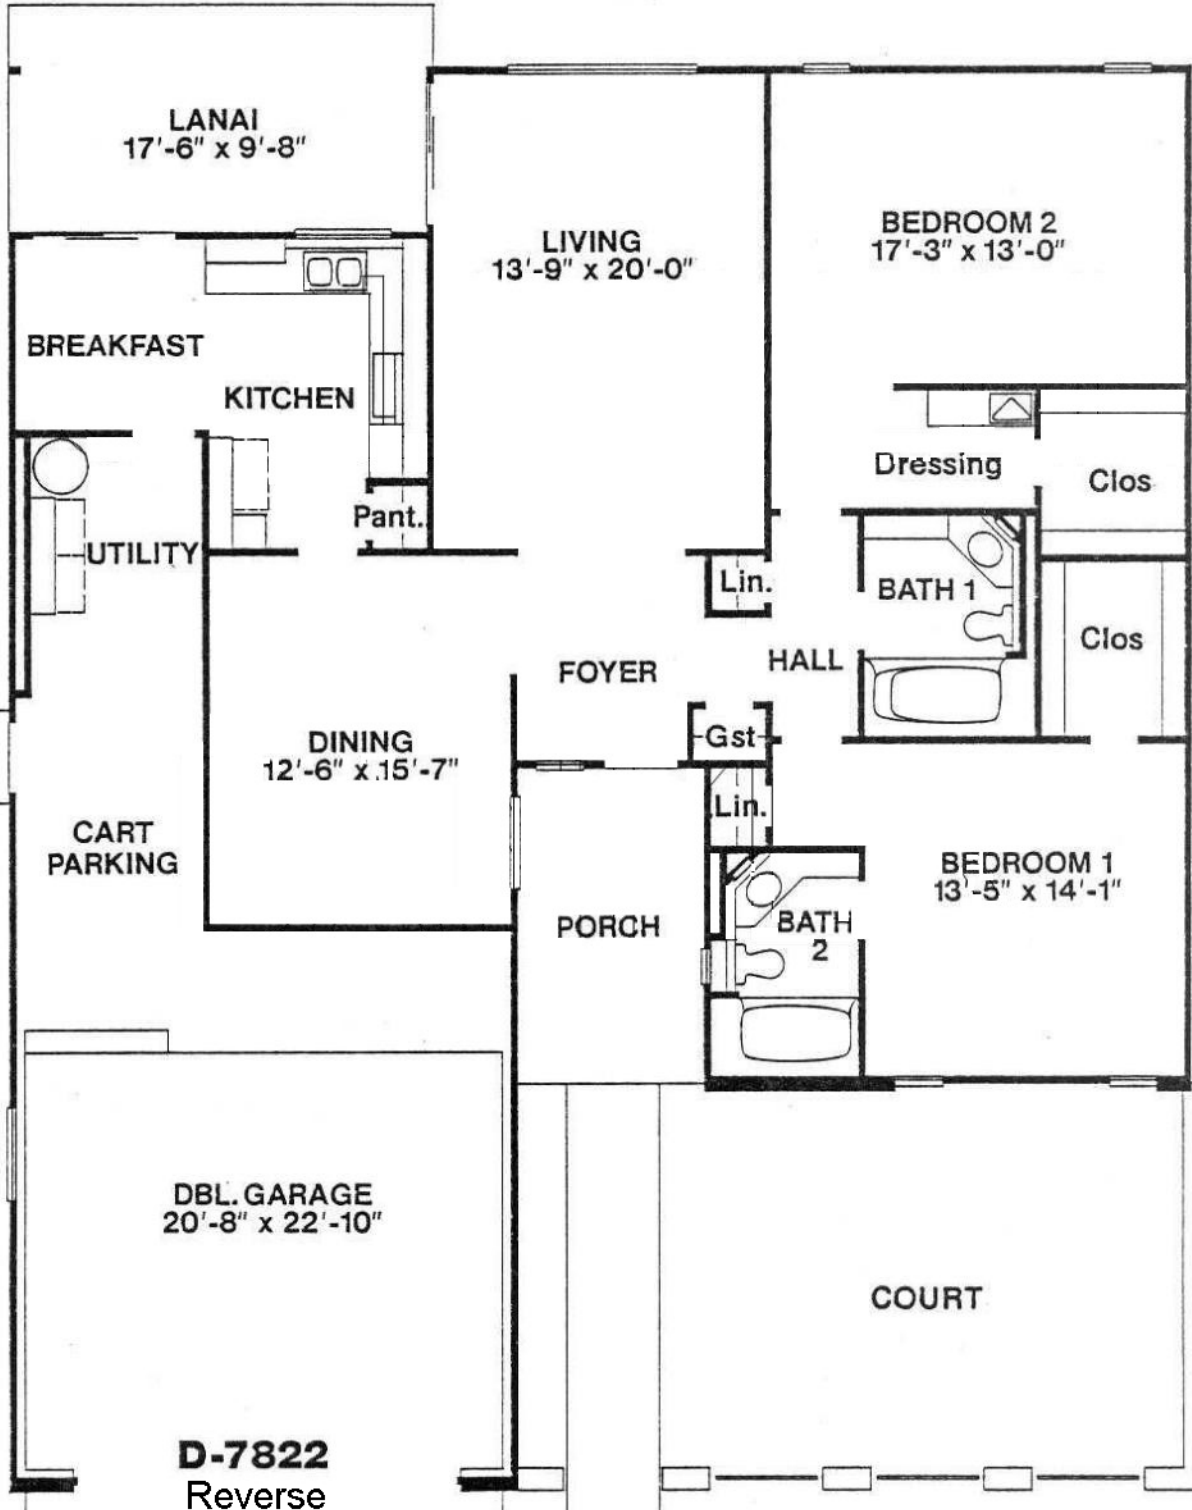 LANAI
17'-6" x 9'-8"
LIVING
13'-9" x 20'-0"
BEDROOM 2
17'-3" x 13'-0"
BREAKFAST
KITCHEN
Dressing
Clos
Pant.
UTILITY
Lin.
BATH 1
Clos
HALL
FOYER
Gst
DINING
12'-6" x 15'-7"
Lin.
CART
PARKING
BEDROOM 1
13'-5" x 14'-1"
PORCH
BATH
2
DBL. GARAGE
20'-8" x 22'-10"
COURT
D-7822
Reverse